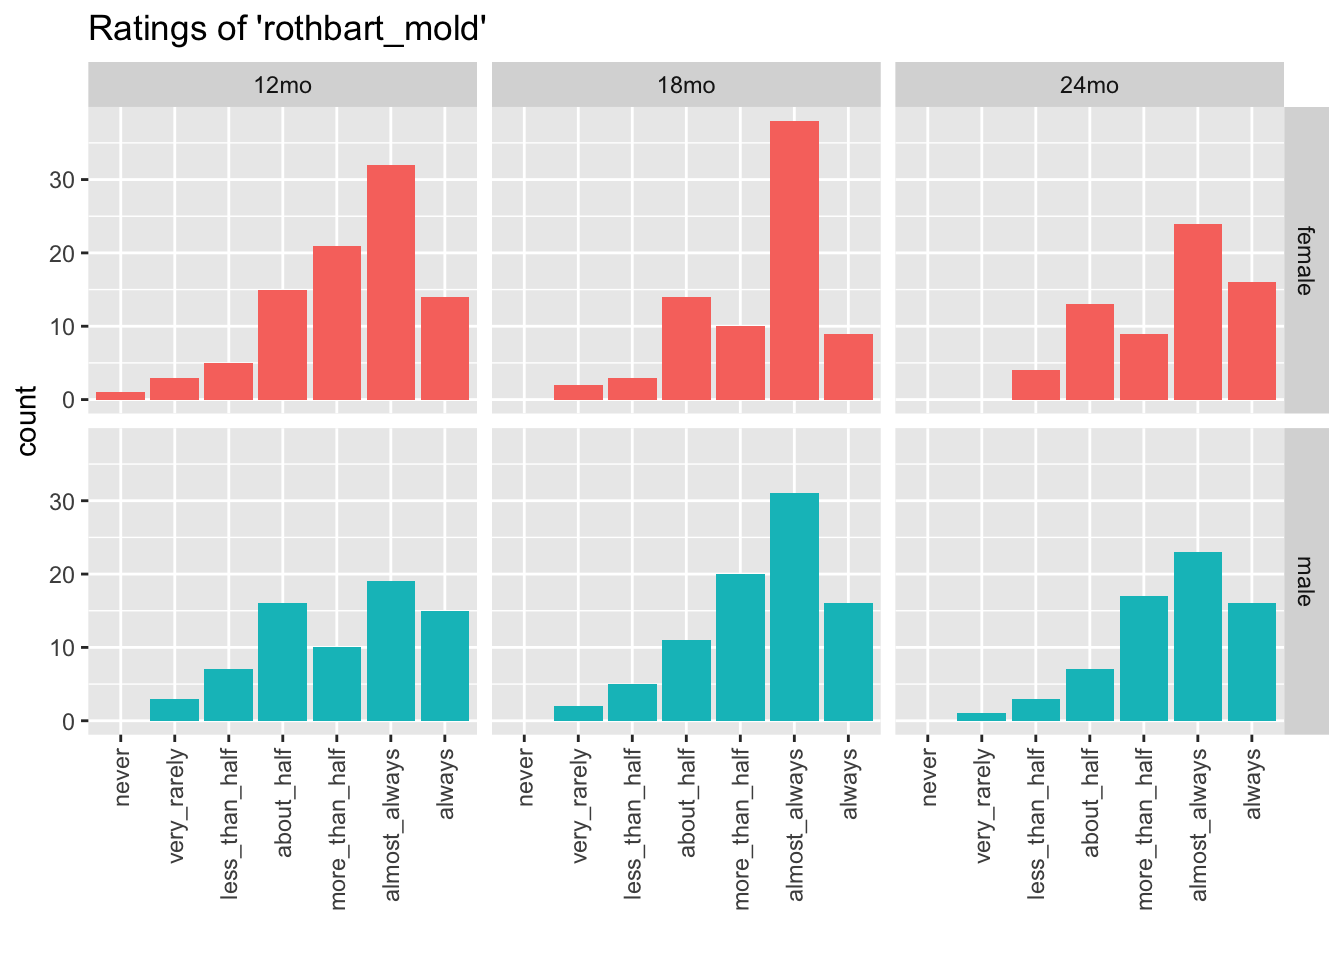 Ratings of 'rothbart_mold'
12mo
18mo
24mo
30
20
10
0
female
count
30
20
10
0
male
never
very_rarely
less_than_half
about_half
more_than_half
almost_always
always
never
very_rarely
less_than_half
about_half
more_than_half
almost_always
always
never
very_rarely
less_than_half
about_half
more_than_half
almost_always
always